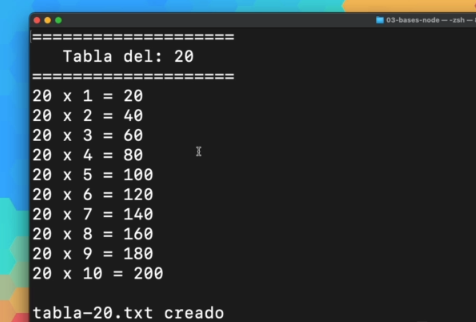 03-bases-node — -zsh —
====================
Tabla del: 20
====================
20 x 1 = 20
20 x 2 = 40
20 x 3 = 60
20 x 4 = 80
20 x 5 = 100
20 x 6 = 120
20 x 7 = 140
20 x 8 = 160
20 x 9 = 180
20 x 10 = 200
tabla-20.txt creado